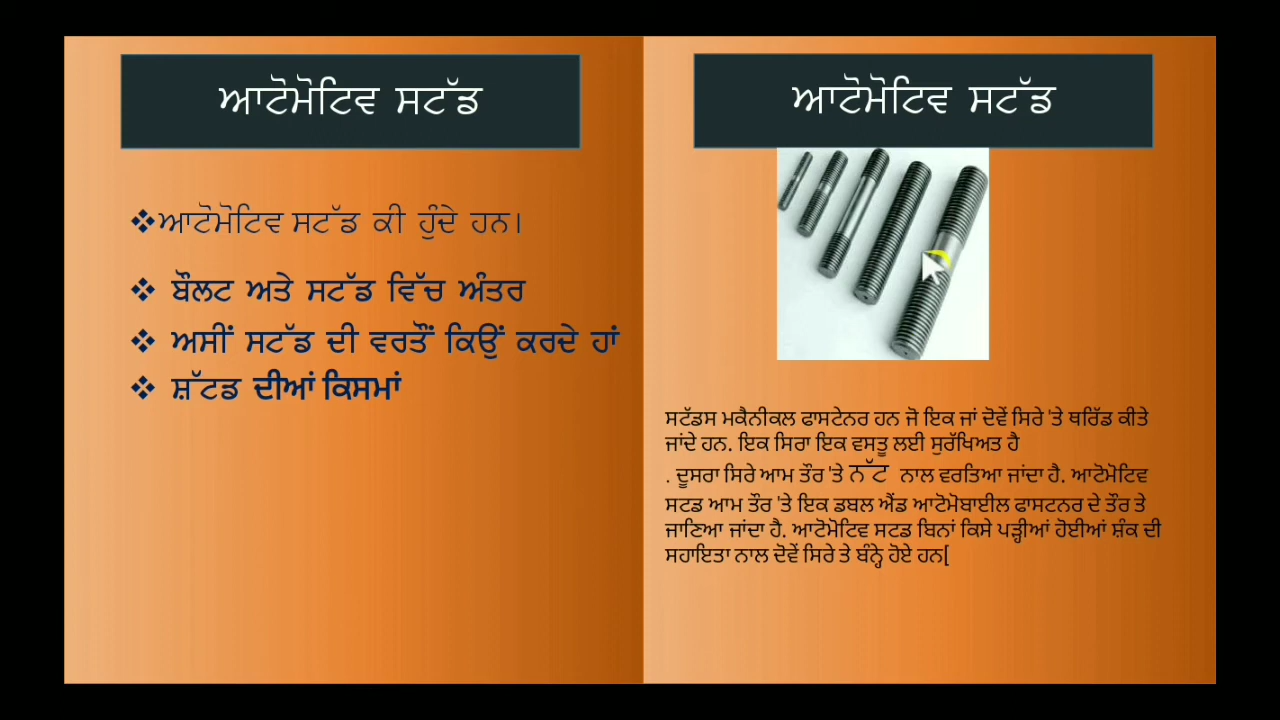 ਆਟੋਮੋਟਿਵ ਸਟੱਡ
❖ਆਟੋਮੋਟਿਵ ਸਟੱਡ ਕੀ ਹੁੰਦੇ ਹਨ।
❖ ਬੌਲਟ ਅਤੇ ਸਟੱਡ ਵਿੱਚ ਅੰਤਰ
❖ ਅਸੀਂ ਸਟੱਡ ਦੀ ਵਰਤੌਂ ਕਿਉਂ ਕਰਦੇ ਹਾਂ
❖ ਸ਼ੱਟਡ ਦੀਆਂ ਕਿਸਮਾਂ
ਆਟੋਮੋਟਿਵ ਸਟੱਡ
ਸਟੱਡਸ ਮਕੈਨੀਕਲ ਫਾਸਟੇਨਰ ਹਨ ਜੋ ਇਕ ਜਾਂ ਦੋਵੇਂ ਸਿਰੇ 'ਤੇ ਥਰਿੱਡ ਕੀਤੇ
ਜਾਂਦੇ ਹਨ. ਇਕ ਸਿਰਾ ਇਕ ਵਸਤੂ ਲਈ ਸੁਰੱਖਿਅਤ ਹੈ
. ਦੂਸਰਾ ਸਿਰੇ ਆਮ ਤੌਰ 'ਤੇ ਨੱਟ ਨਾਲ ਵਰਤਿਆ ਜਾਂਦਾ ਹੈ. ਆਟੋਮੋਟਿਵ
ਸਟਡ ਆਮ ਤੌਰ 'ਤੇ ਇਕ ਡਬਲ ਐਂਡ ਆਟੋਮੋਬਾਈਲ ਫਾਸਟਨਰ ਦੇ ਤੌਰ ਤੇ
ਜਾਣਿਆ ਜਾਂਦਾ ਹੈ. ਆਟੋਮੋਟਿਵ ਸਟਡ ਬਿਨਾਂ ਕਿਸੇ ਪੜ੍ਹੀਆਂ ਹੋਈਆਂ ਸ਼ੰਕ ਦੀ
ਸਹਾਇਤਾ ਨਾਲ ਦੋਵੇਂ ਸਿਰੇ ਤੇ ਬੰਨ੍ਹੇ ਹੋਏ ਹਨ[